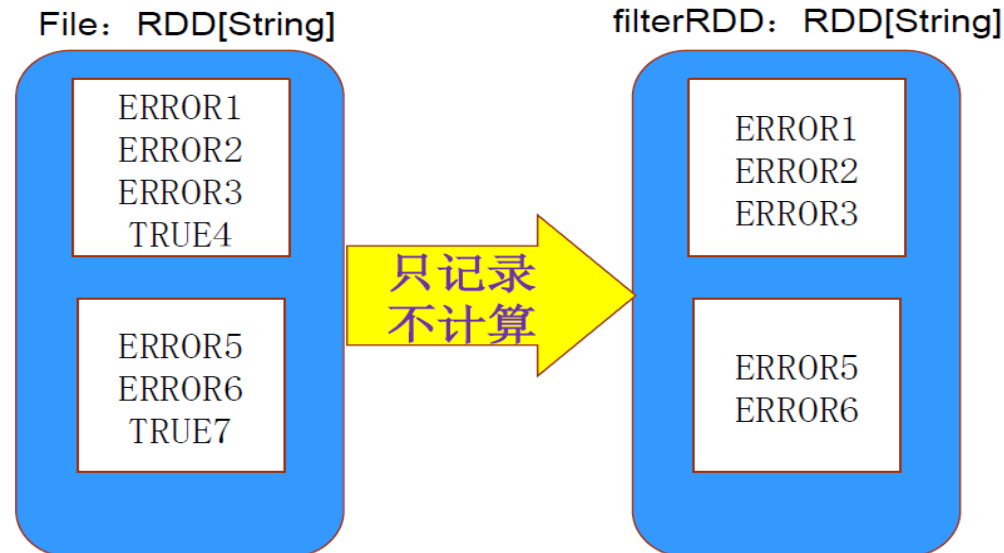 File： RDD[String]
ERROR1
ERROR2
ERROR3
TRUE4
ERROR5
ERROR6
TRUE7
只记录
不计算
filterRDD： RDD[String]
ERROR1
ERROR2
ERROR3
ERROR5
ERROR6